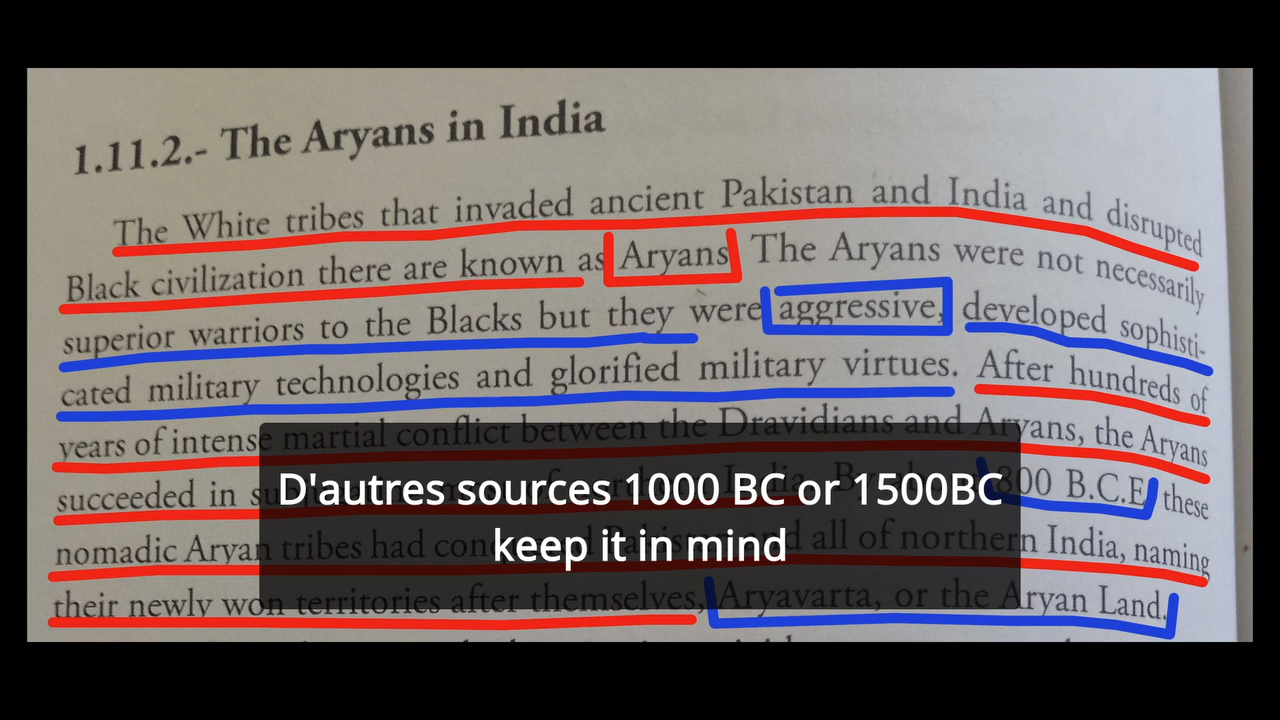 1.11.2.- The Aryans in India
The White tribes that invaded ancient Pakistan and India and disrupted
Black civilization there are known as Aryans The Aryans were not necessarily
superior warriors to the Blacks but they were aggressive, developed sophisti-
cated military technologies and glorified military virtues. After hundreds of
years of intense martial conflict between the Dravidians and Aryans, the Aryans
succeeded in 800 B.C.E these
nomadic Aryan tribes had all of northern India, naming
their newly won territories after themselves, Aryavarta, or the Aryan Land.
D'autres sources 1000 BC or 1500BC
keep it in mind